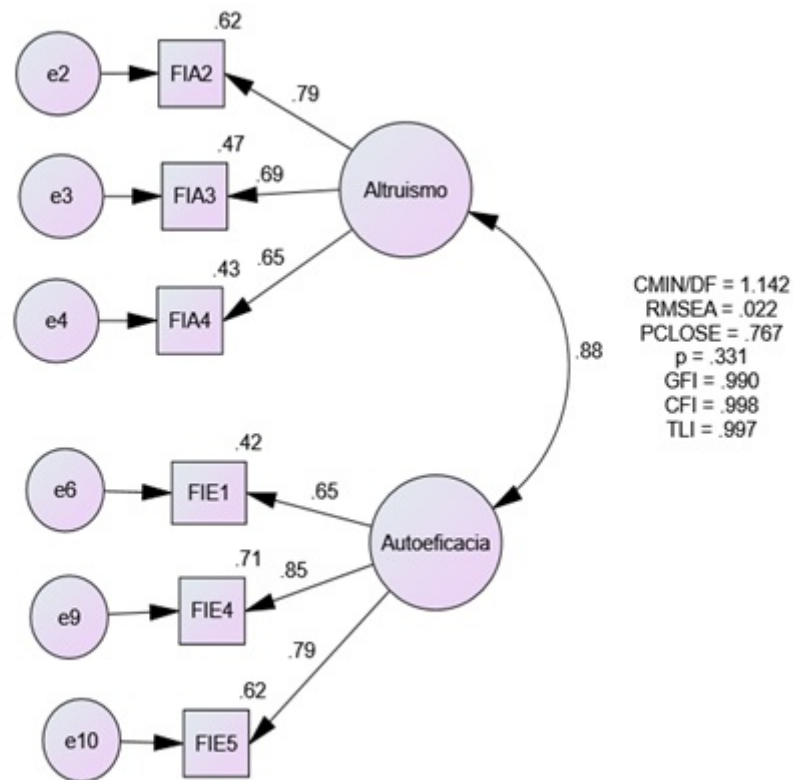 .62
e2
FIA2
.79
.47
e3
FIA3
.69
Altruismo
.43
.65
e4
FIA4
CMIN/DF = 1.142
RMSEA = .022
PCLOSE = .767
p = .331
GFI = .990
CFI = .998
TLI = .997
.88
.42
e6
FIE1
.65
Autoeficacia
.71
.85
e9
FIE4
.79
.62
e10
FIE5